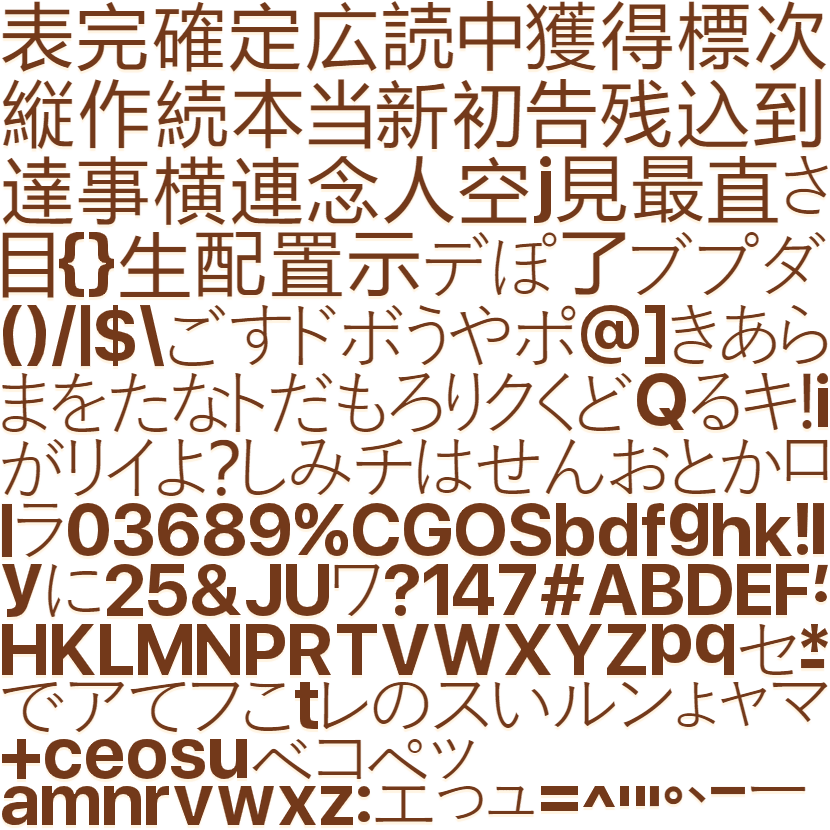 表完確定広読中獲得標次
縦作続本当新初告残込到
達事横連念人空j見最直さ
目{}生配置示デぽ了ブプダ
()/|$\ごすドボうやポ@]きあら
まをたなトだもろりクくどQるキ!i
がリイよ?しみチはせんおとかロ
lラ03689%CGOSbdfghk!I
yに25&JUワ?147#ABDEF;
HKLMNPRTVWXYZpqセ*
でアてフこtレのスいルンょャマ
+ceosuべコペッ
amnrvwxz:エっュ=^"'°、-ー